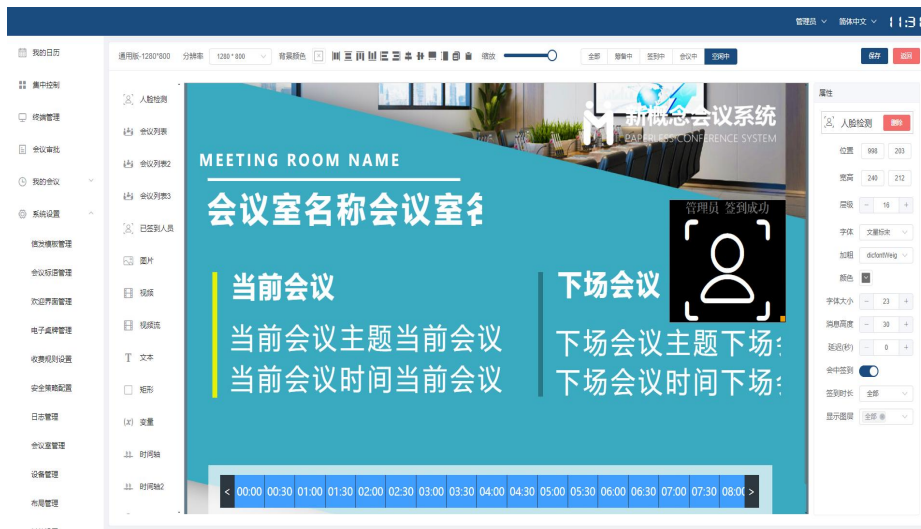 管理员 简体中文 11:3
我的日历
集中控制
终端管理
会议审批
我的会议
系统设置
信发模板管理
会议标语管理
欢迎界面管理
电子桌牌管理
收费规则设置
安全策略配置
日志管理
会议室管理
设备管理
布局管理
通用版-1280*800 分辨率 1280*800 背景颜色 缩放 全部 预警中 签到中 会议中 空闲中 保存 返回
人脸检测
会议列表
会议列表2
会议列表3
已签到人员
图片
视频
视频流
T 文本
矩形
(x) 变量
时间轴
时间轴2
新概念会议系统
PAPERLESS CONFERENCE SYSTEM
MEETING ROOM NAME
会议室名称会议室名
管理员 签到成功
当前会议
当前会议主题当前会议
当前会议时间当前会议
下场会议
下场会议主题下场
下场会议时间下场
< 00:00 00:30 01:00 01:30 02:00 02:30 03:00 03:30 04:00 04:30 05:00 05:30 06:00 06:30 07:00 07:30 08:00 >
属性
人脸检测 删除
位置 998 203
宽高 240 212
层级 - 16 +
字体 文星标宋
加粗 dicfontWeig
颜色
字体大小 - 23 +
消息高度 - 30 +
延迟(秒) - 0 +
会中签到
签到时长 全部
显示图层 全部